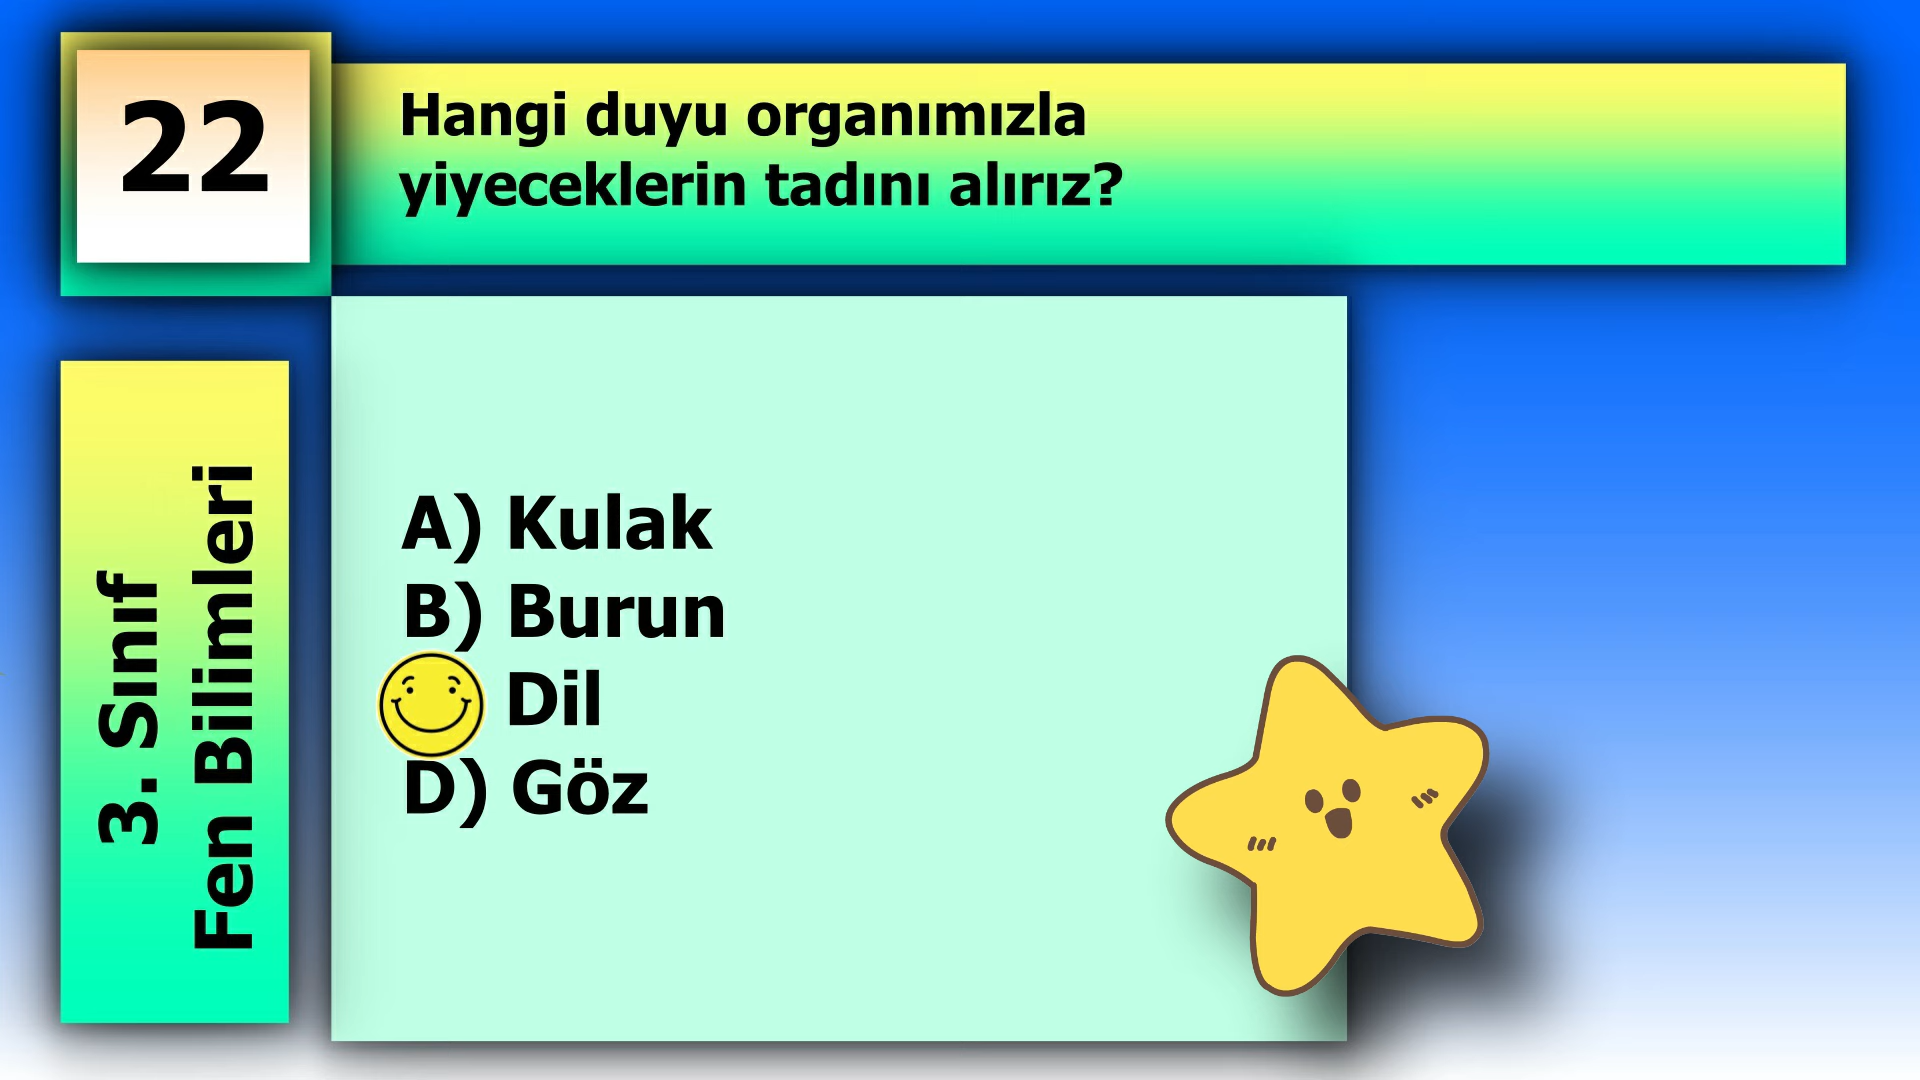 22
Hangi duyu organımızla
yiyeceklerin tadını alırız?
3. Sınıf
Fen Bilimleri
A) Kulak
B) Burun
Dil
D) Göz